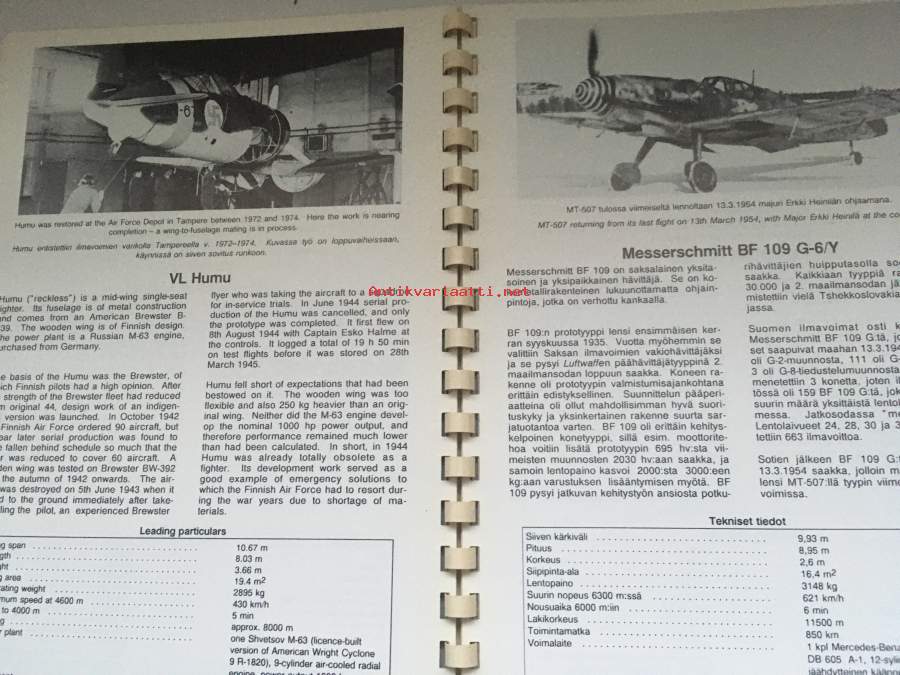 Humu was restored at the Air Force Depot in Tampere between 1972 and 1974. Here the work is nearing
completion – a wing-to-fuselage mating is in process.
Humu entistettiin ilmavoimien varikolla Tampereella v. 1972–1974. Kuvassa työ on loppuvaiheissaan,
käynnissä on siiven sovitus runkoon.
VL Humu
Humu ("reckless") is a mid-wing single-seat
fighter. Its fuselage is of metal construction
and comes from an American Brewster B-
39. The wooden wing is of Finnish design.
The power plant is a Russian M-63 engine,
purchased from Germany.
basis of the Humu was the Brewster, of
which Finnish pilots had a high opinion. After
strength of the Brewster fleet had reduced
original 44, design work of an indigen-
version was launched. In October 1942
Finnish Air Force ordered 90 aircraft, but
year later serial production was found to
fallen behind schedule so much that the
was reduced to cover 60 aircraft. A
wing was tested on Brewster BW-392
the autumn of 1942 onwards. The air-
was destroyed on 5th June 1943 when it
to the ground immediately after take-
the pilot, an experienced Brewster
flyer who was taking the aircraft to a
for in-service trials. In June 1944 serial pro-
duction of the Humu was cancelled, and only
the prototype was completed. It first flew on
8th August 1944 with Captain Esko Halme at
the controls. It logged a total of 19 h 50 min
on test flights before it was stored on 28th
March 1945.
Humu fell short of expectations that had been
bestowed on it. The wooden wing was too
flexible and also 250 kg heavier than an orig-
inal wing. Neither did the M-63 engine devel-
op the nominal 1000 hp power output, and
therefore performance remained much lower
than had been calculated. In short, in 1944
Humu was already totally obsolete as a
fighter. Its development work served as a
good example of emergency solutions to
which the Finnish Air Force had to resort dur-
ing the war years due to shortage of ma-
terials.
Leading particulars
span 10.67 m
8.03 m
3.66 m
area 19.4 m²
weight 2895 kg
speed at 4600 m 430 km/h
to 4000 m 5 min
approx. 8000 m
plant one Shvetsov M-63 (licence-built
version of American Wright Cyclone
9 R-1820), 9-cylinder air-cooled radial
engine, power output
Antikvariaatti.net
MT-507 tulossa viimeiseltä lennoltaan 13.3.1954 majuri Erkki Heinilän ohjaamana.
MT-507 returning from its last flight on 13th March 1954, with Major Erkki Heinilä at the
Messerschmitt BF 109 G-6/Y
Messerschmitt BF 109 on saksalainen yksita-
soinen ja yksipaikkainen hävittäjä. Se on ko-
kometallirakenteinen lukuunottamatta ohjain-
pintoja, jotka on verhottu kankaalla.
BF 109:n prototyyppi lensi ensimmäisen ker-
ran syyskuussa 1935. Vuotta myöhemmin se
valittiin Saksan ilmavoimien vakiohävittäjäksi
ja se pysyi Luftwaffen päähävittäjätyyppinä 2.
maailmansodan loppuun saakka. Koneen ra-
kenne oli prototyypin valmistumisajankohtana
erittäin edistyksellinen. Suunnittelun pääperi-
aatteina oli ollut mahdollisimman hyvä suori-
tuskyky ja yksinkertainen rakenne suurta sar-
jatuotantoa varten. BF 109 oli erittäin kehitys-
kelpoinen konetyyppi, sillä esim. moottorite-
hoa voitiin lisätä prototyypin 695 hv:sta vii-
meisten muunnosten 2030 hv:aan saakka, ja
samoin lentopaino kasvoi 2000:sta 3000:een
kg:aan varustuksen lisääntymisen myötä. BF
109 pysyi jatkuvan kehitystyön ansiosta potku-
rihävittäjien huipputasolla
saakka. Kaikkiaan tyyppiä
30.000 ja 2. maailmansodan
mistettiin vielä Tshekkoslovakia
jassa.
Suomen ilmavoimat osti
Messerschmitt BF 109 G:tä,
set saapuivat maahan
oli G-2-muunnosta, 111 oli
3 oli G-8-tiedustelumuunnosta
menetettiin 3 konetta, joten
tössä oli 159 BF 109 G:tä,
suurin määrä yksittäistä
messa. Jatkosodassa
Lentolaivueet 24, 28, 30 ja
tettiin 663 ilmavoittoa.
Sotien jälkeen BF 109
13.3.1954 saakka, jolloin
lensi MT-507:llä tyypin
voimissa.
Tekniset tiedot
Siiven kärkiväli 9,93 m
Pituus 8,95 m
Korkeus 2,6 m
Siipipinta-ala 16,4 m²
Lentopaino 3148 kg
Suurin nopeus 6300 m:ssä 621 km/h
Nousuaika 6000 m:iin 6 min
Lakikorkeus 11500 m
Toimintamatka 850 km
Voimalaite 1 kpl
DB 605 A-1,
jäähdytteinen